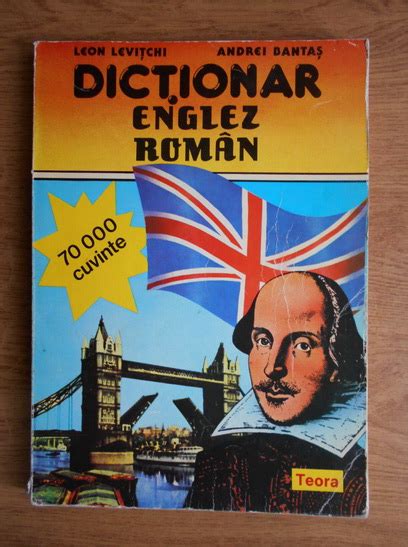 LEON LEVIȚCHI ANDREI BANTAȘ
DICȚIONAR
ENGLEZ
ROMÂN
70 000
cuvinte
Teora